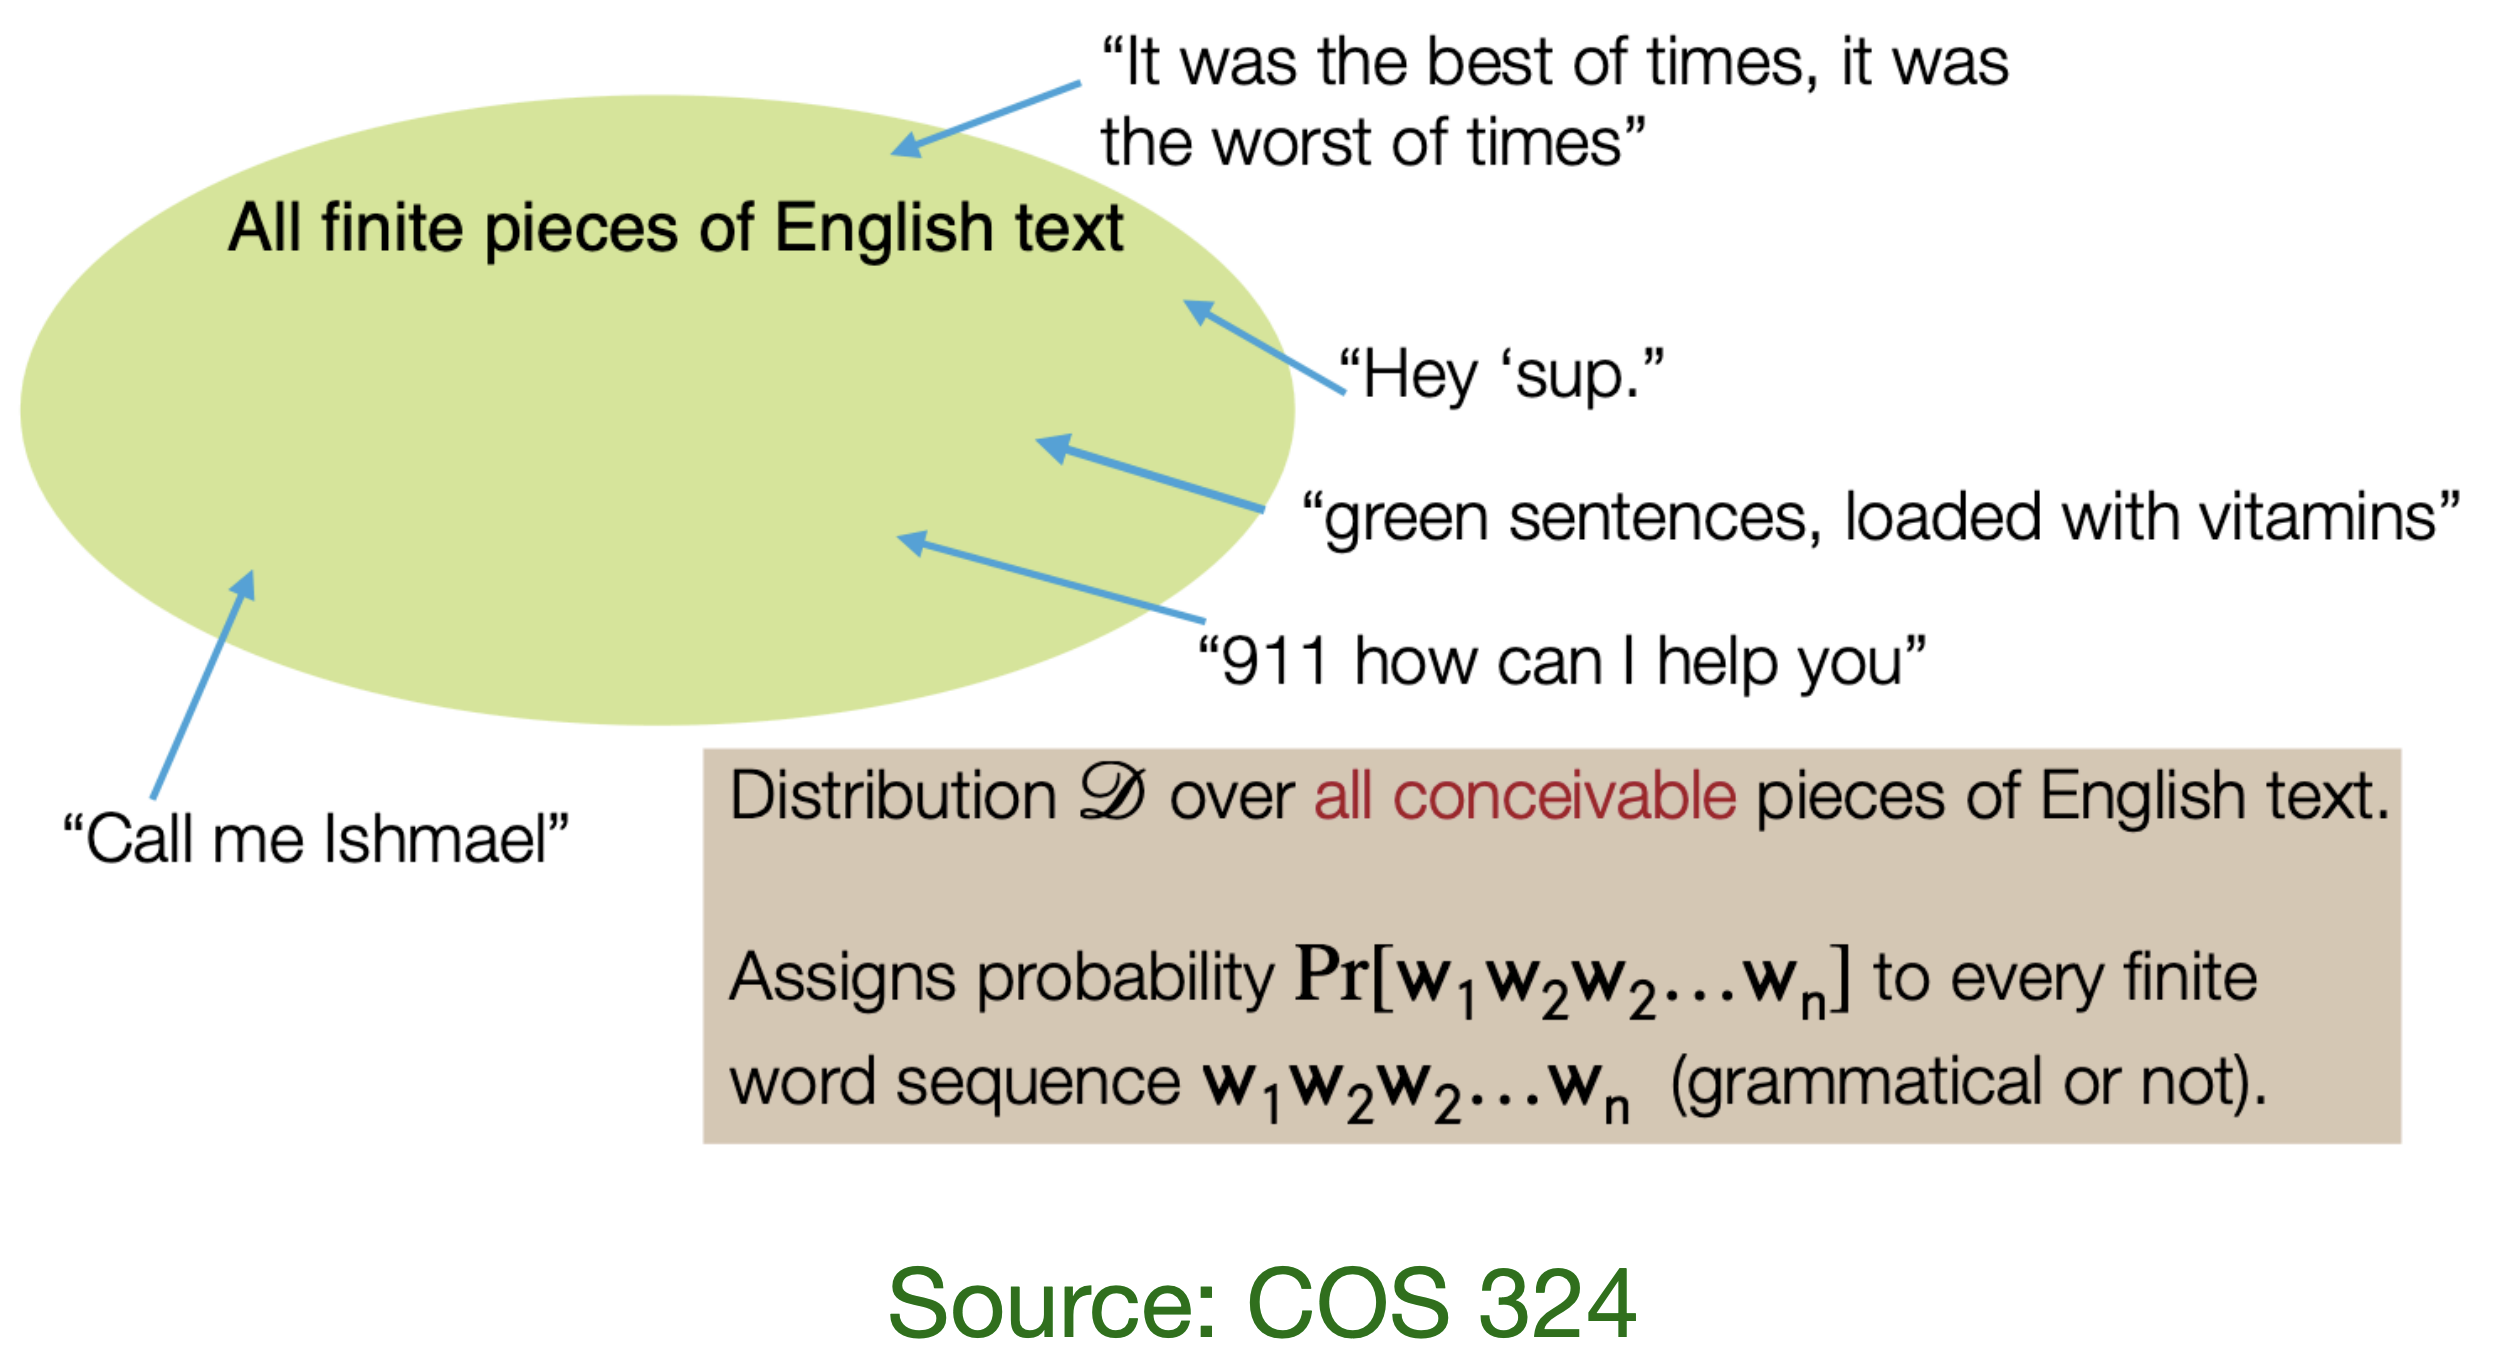 “It was the best of times, it was
the worst of times”
All finite pieces of English text
“Hey ‘sup.”
“green sentences, loaded with vitamins”
“911 how can I help you”
“Call me Ishmael”
Distribution 𝒟 over all conceivable pieces of English text.
Assigns probability Pr[w₁w₂w₂…wₙ] to every finite
word sequence w₁w₂w₂…wₙ (grammatical or not).
Source: COS 324